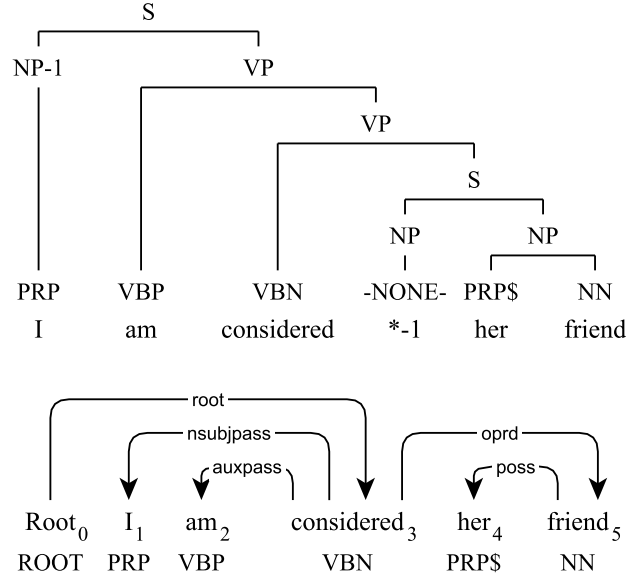 S
NP-1 VP
VP
S
NP NP
PRP VBP VBN -NONE- PRP$ NN
I am considered *-1 her friend
root
nsubjpass oprd
auxpass poss
Root0 I1 am2 considered3 her4 friend5
ROOT PRP VBP VBN PRP$ NN